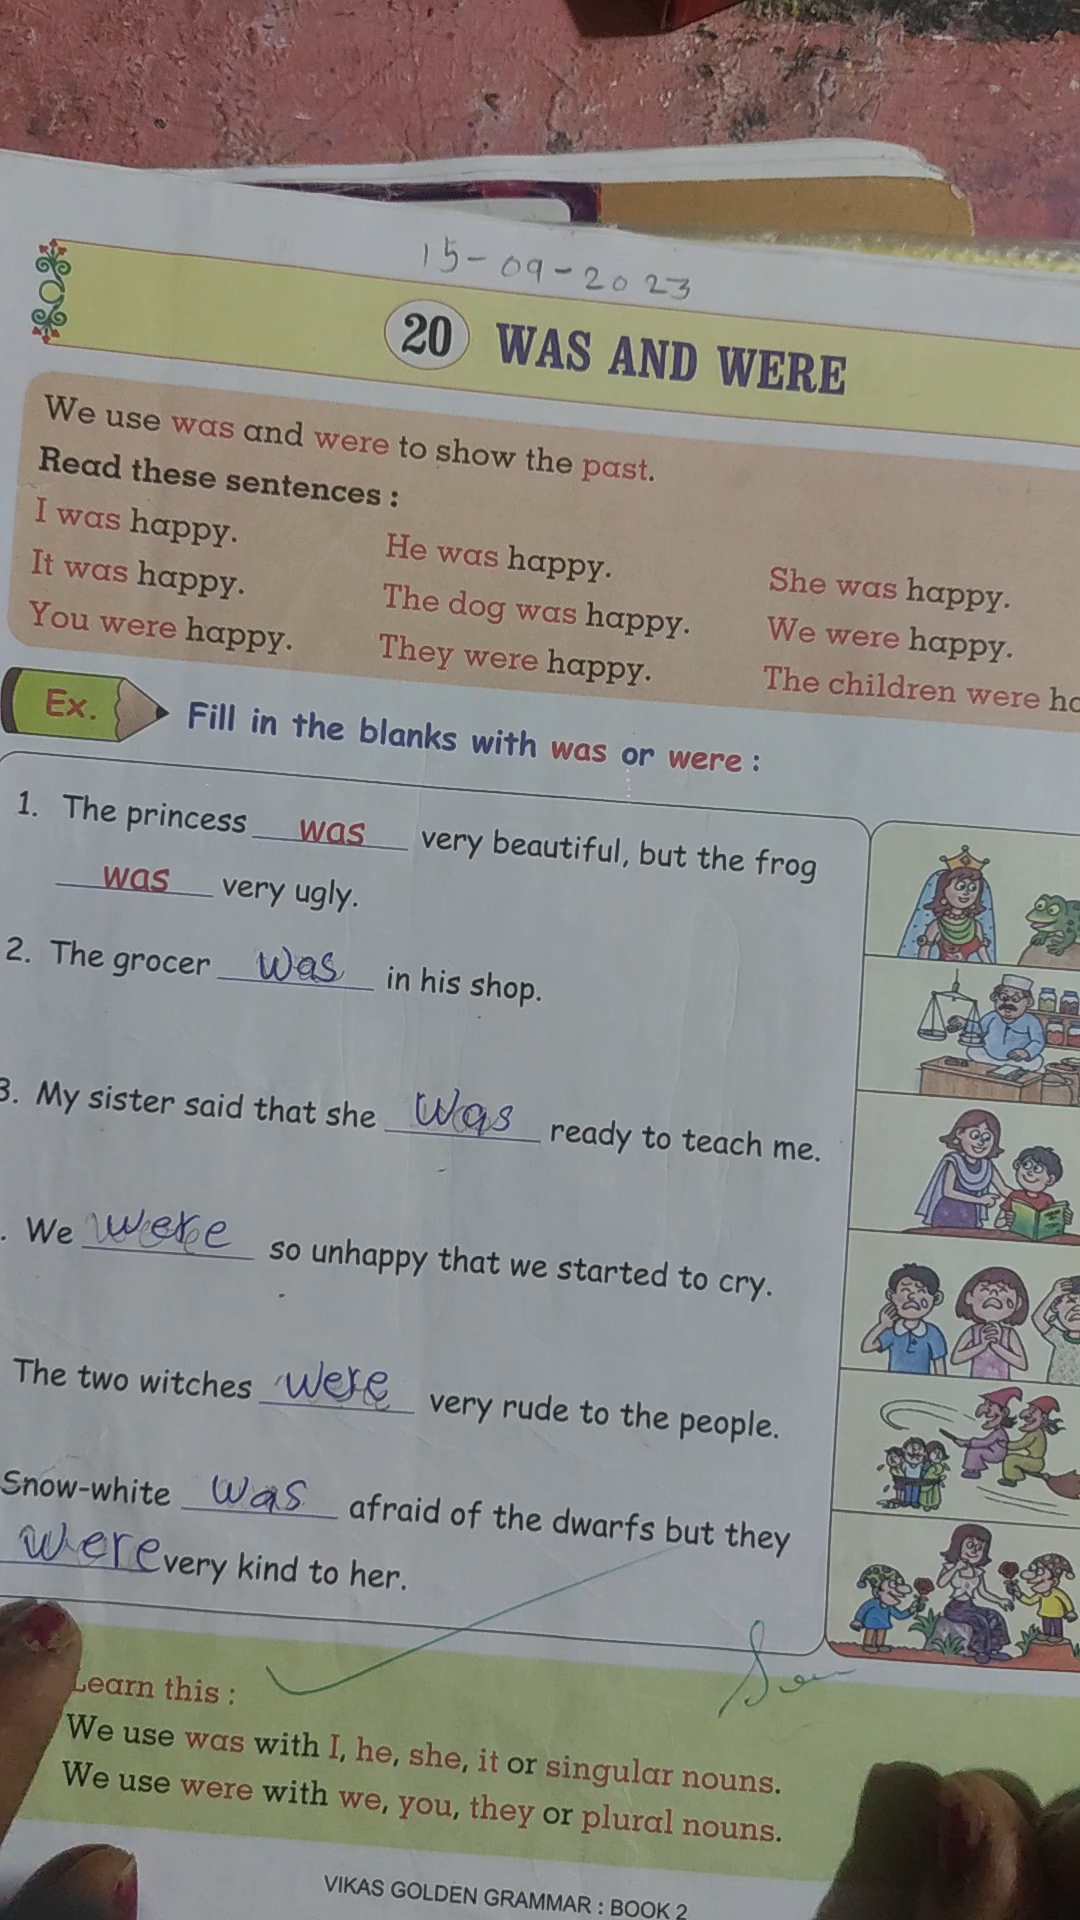 15-09-2023
20 WAS AND WERE
We use was and were to show the past.
Read these sentences :
I was happy. He was happy. She was happy.
It was happy. The dog was happy. We were happy.
You were happy. They were happy. The children were
Ex. Fill in the blanks with was or were :
1. The princess was very beautiful, but the frog
was very ugly.
2. The grocer was in his shop.
3. My sister said that she was ready to teach me.
. We were so unhappy that we started to cry.
The two witches were very rude to the people.
Snow-white was afraid of the dwarfs but they
were very kind to her.
Learn this :
We use was with I, he, she, it or singular nouns.
We use were with we, you, they or plural nouns.
VIKAS GOLDEN GRAMMAR : BOOK 2